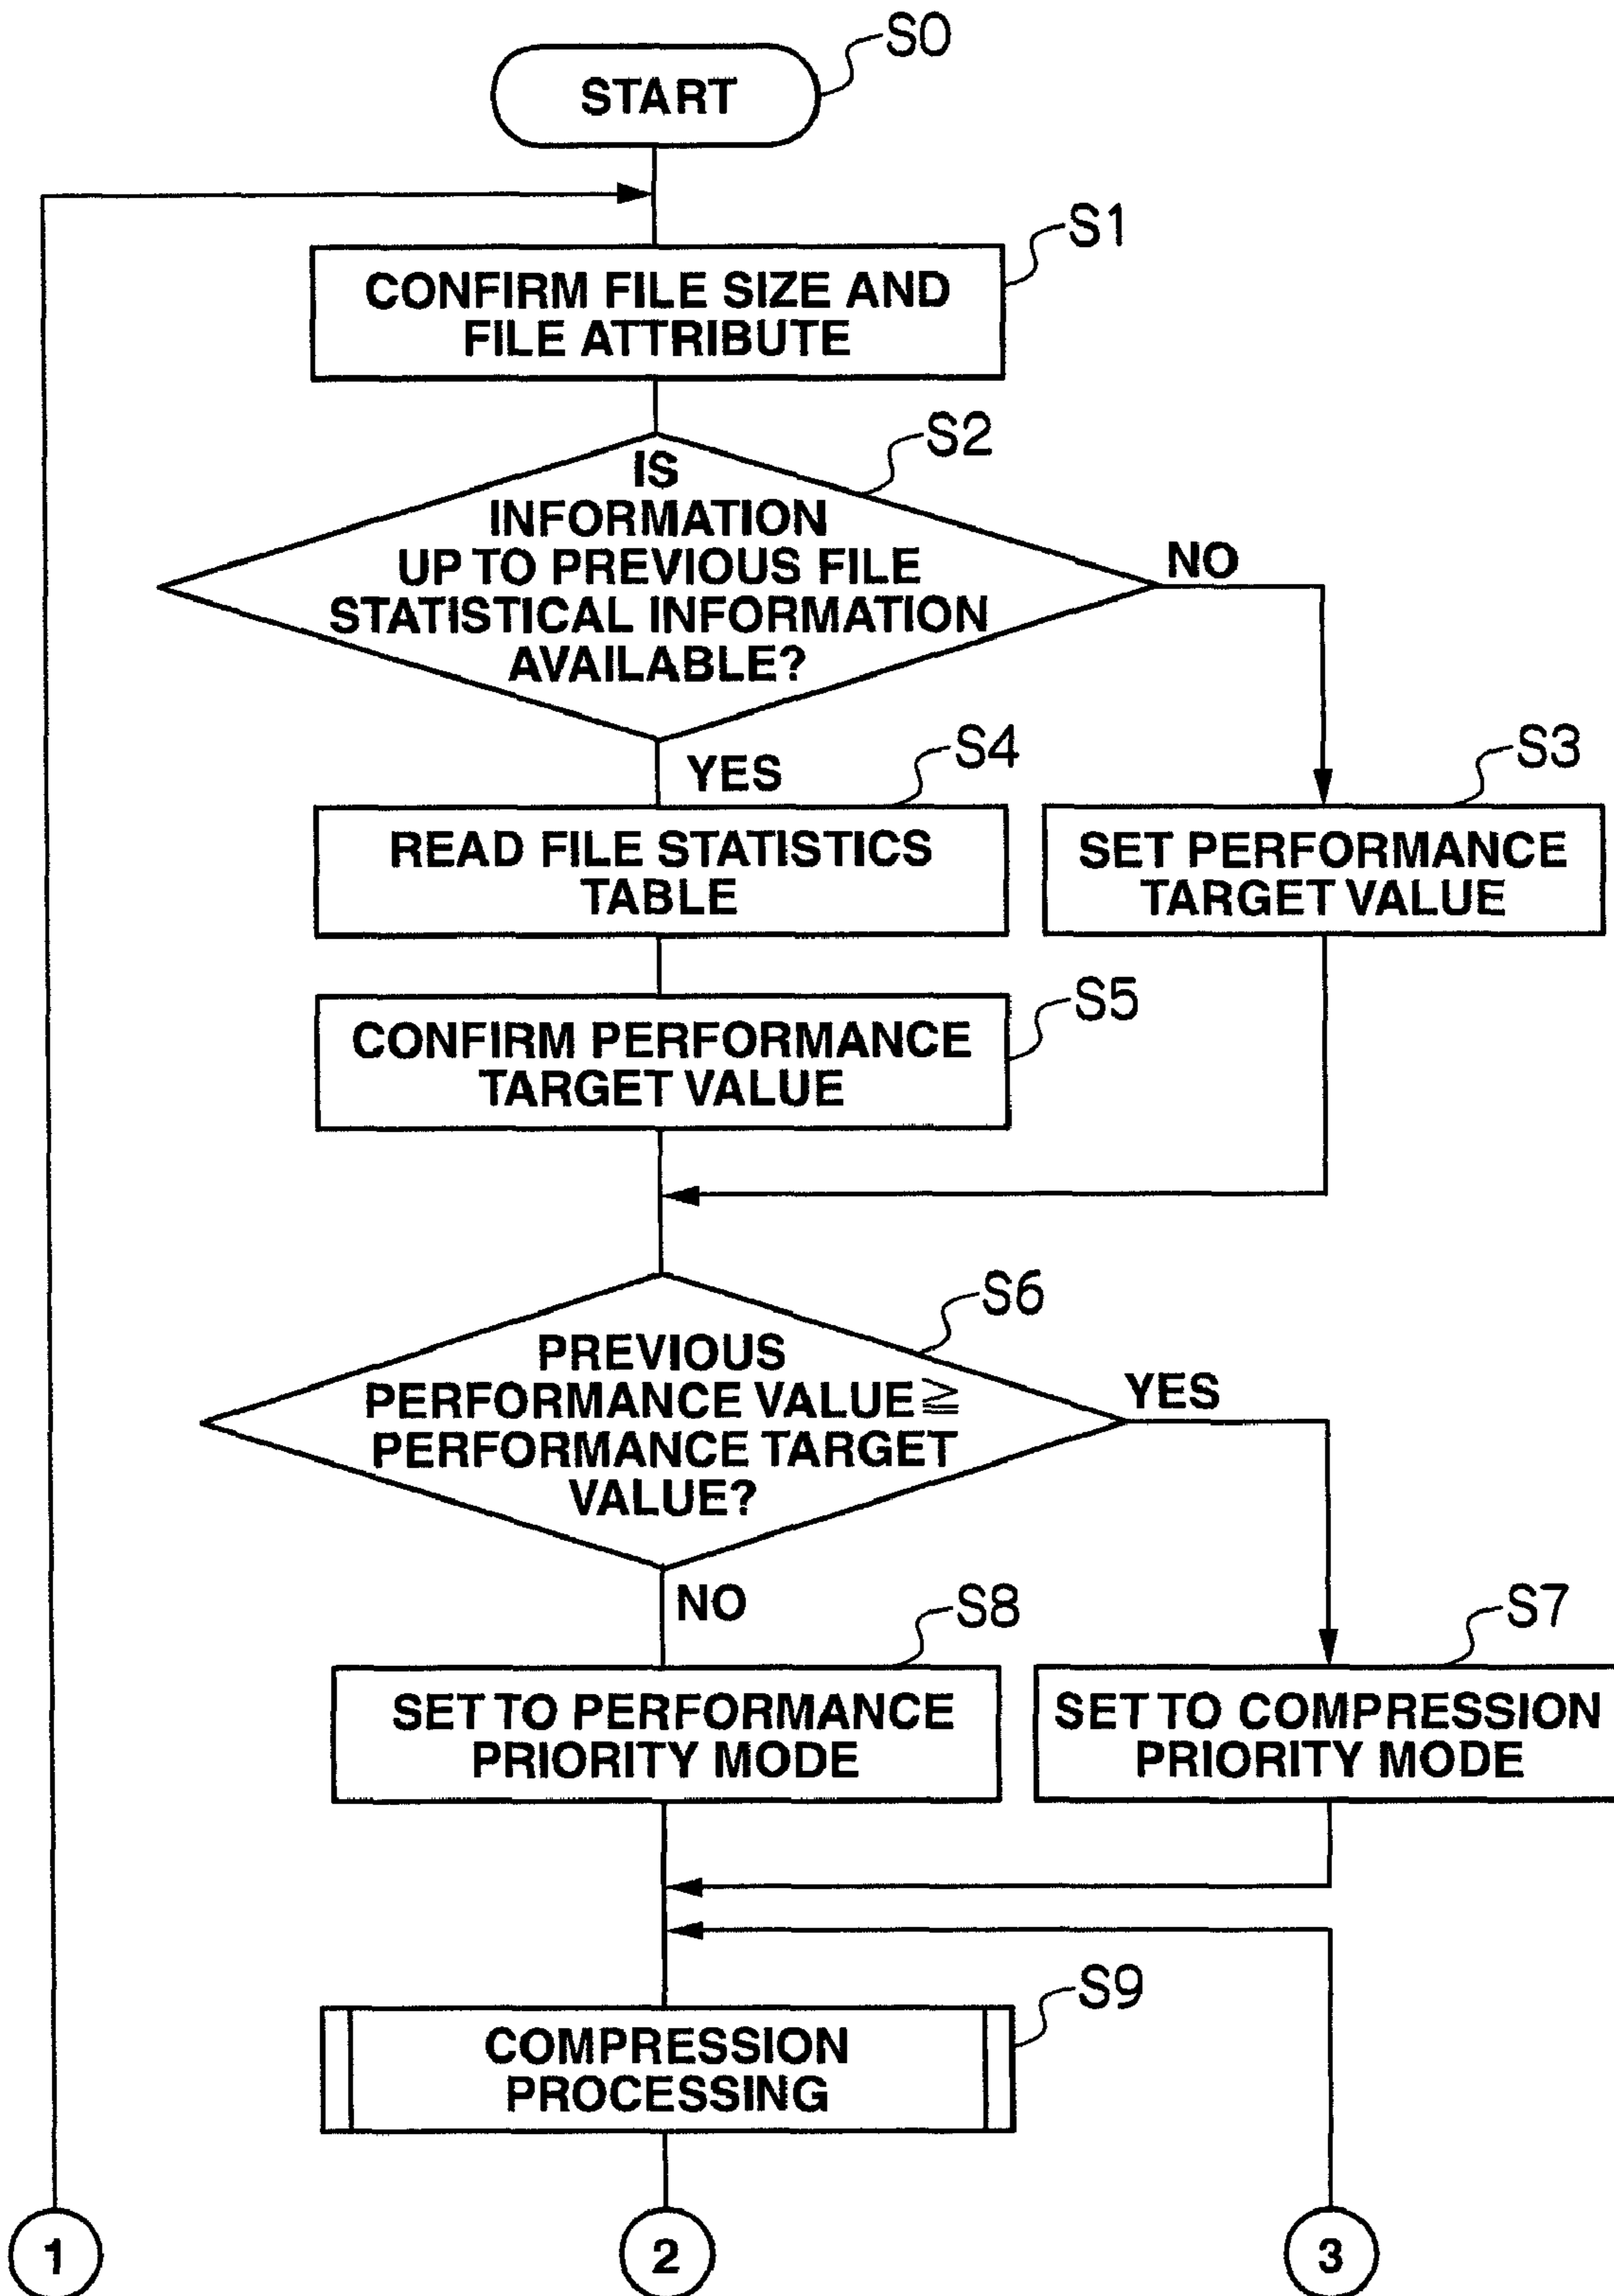 S0
START
S1
CONFIRM FILE SIZE AND
FILE ATTRIBUTE
S2
IS
INFORMATION
UP TO PREVIOUS FILE
STATISTICAL INFORMATION
AVAILABLE?
NO
YES
S4
READ FILE STATISTICS
TABLE
S3
SET PERFORMANCE
TARGET VALUE
S5
CONFIRM PERFORMANCE
TARGET VALUE
S6
PREVIOUS
PERFORMANCE VALUE ≧
PERFORMANCE TARGET
VALUE?
YES
NO
S8
SET TO PERFORMANCE
PRIORITY MODE
S7
SET TO COMPRESSION
PRIORITY MODE
S9
COMPRESSION
PROCESSING
1
2
3